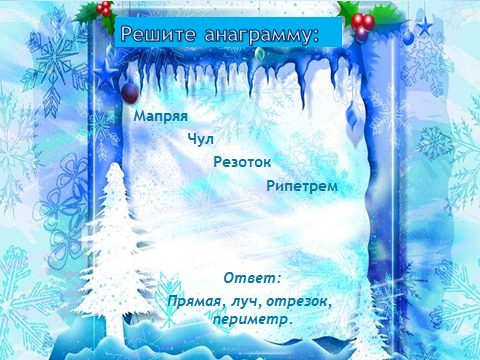 Решите анаграмму:
Мапряя
Чул
Резоток
Рипетрем
Ответ:
Прямая, луч, отрезок,
периметр.